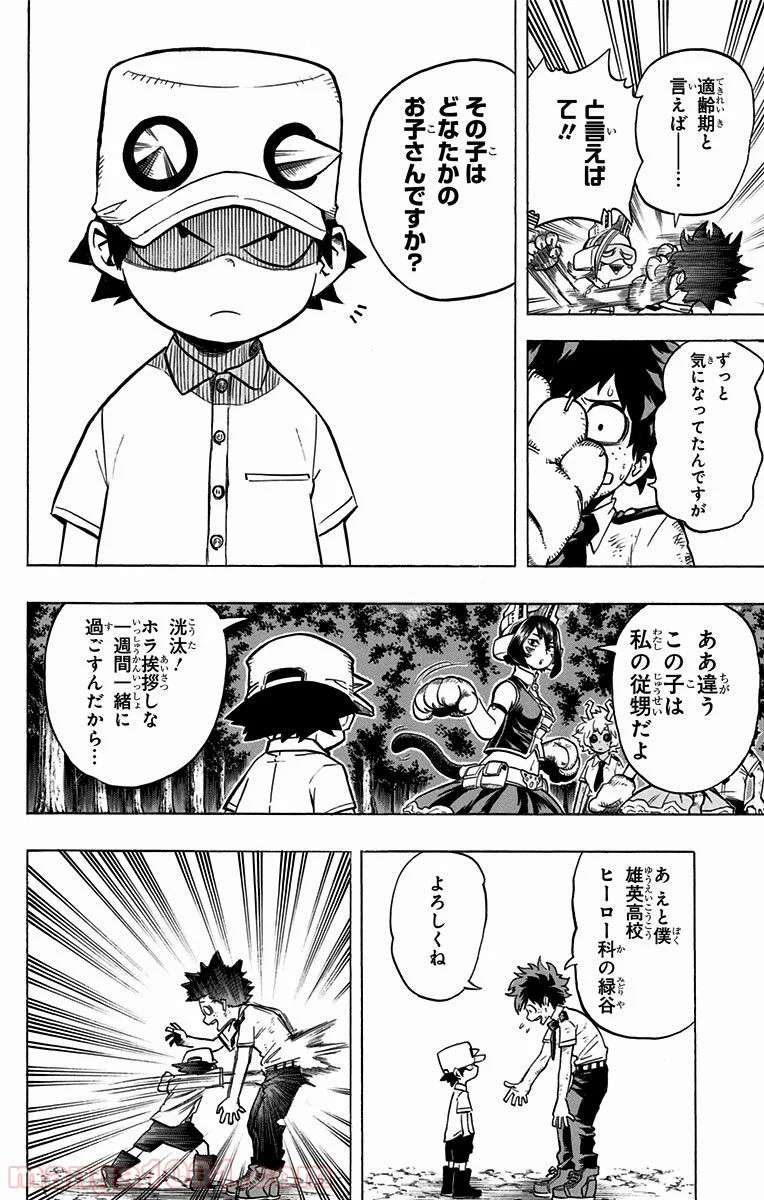 適齢期と
言えば――…
と言えば
て!!
ずっと
気になってたんですが
その子は
どなたかの
お子さんですか？
ああ違う
この子は
私の従甥だよ
洸汰！
ホラ挨拶しな
一週間一緒に
過ごすんだから…
あ えと僕
雄英高校
ヒーロー科の緑谷
よろしくね